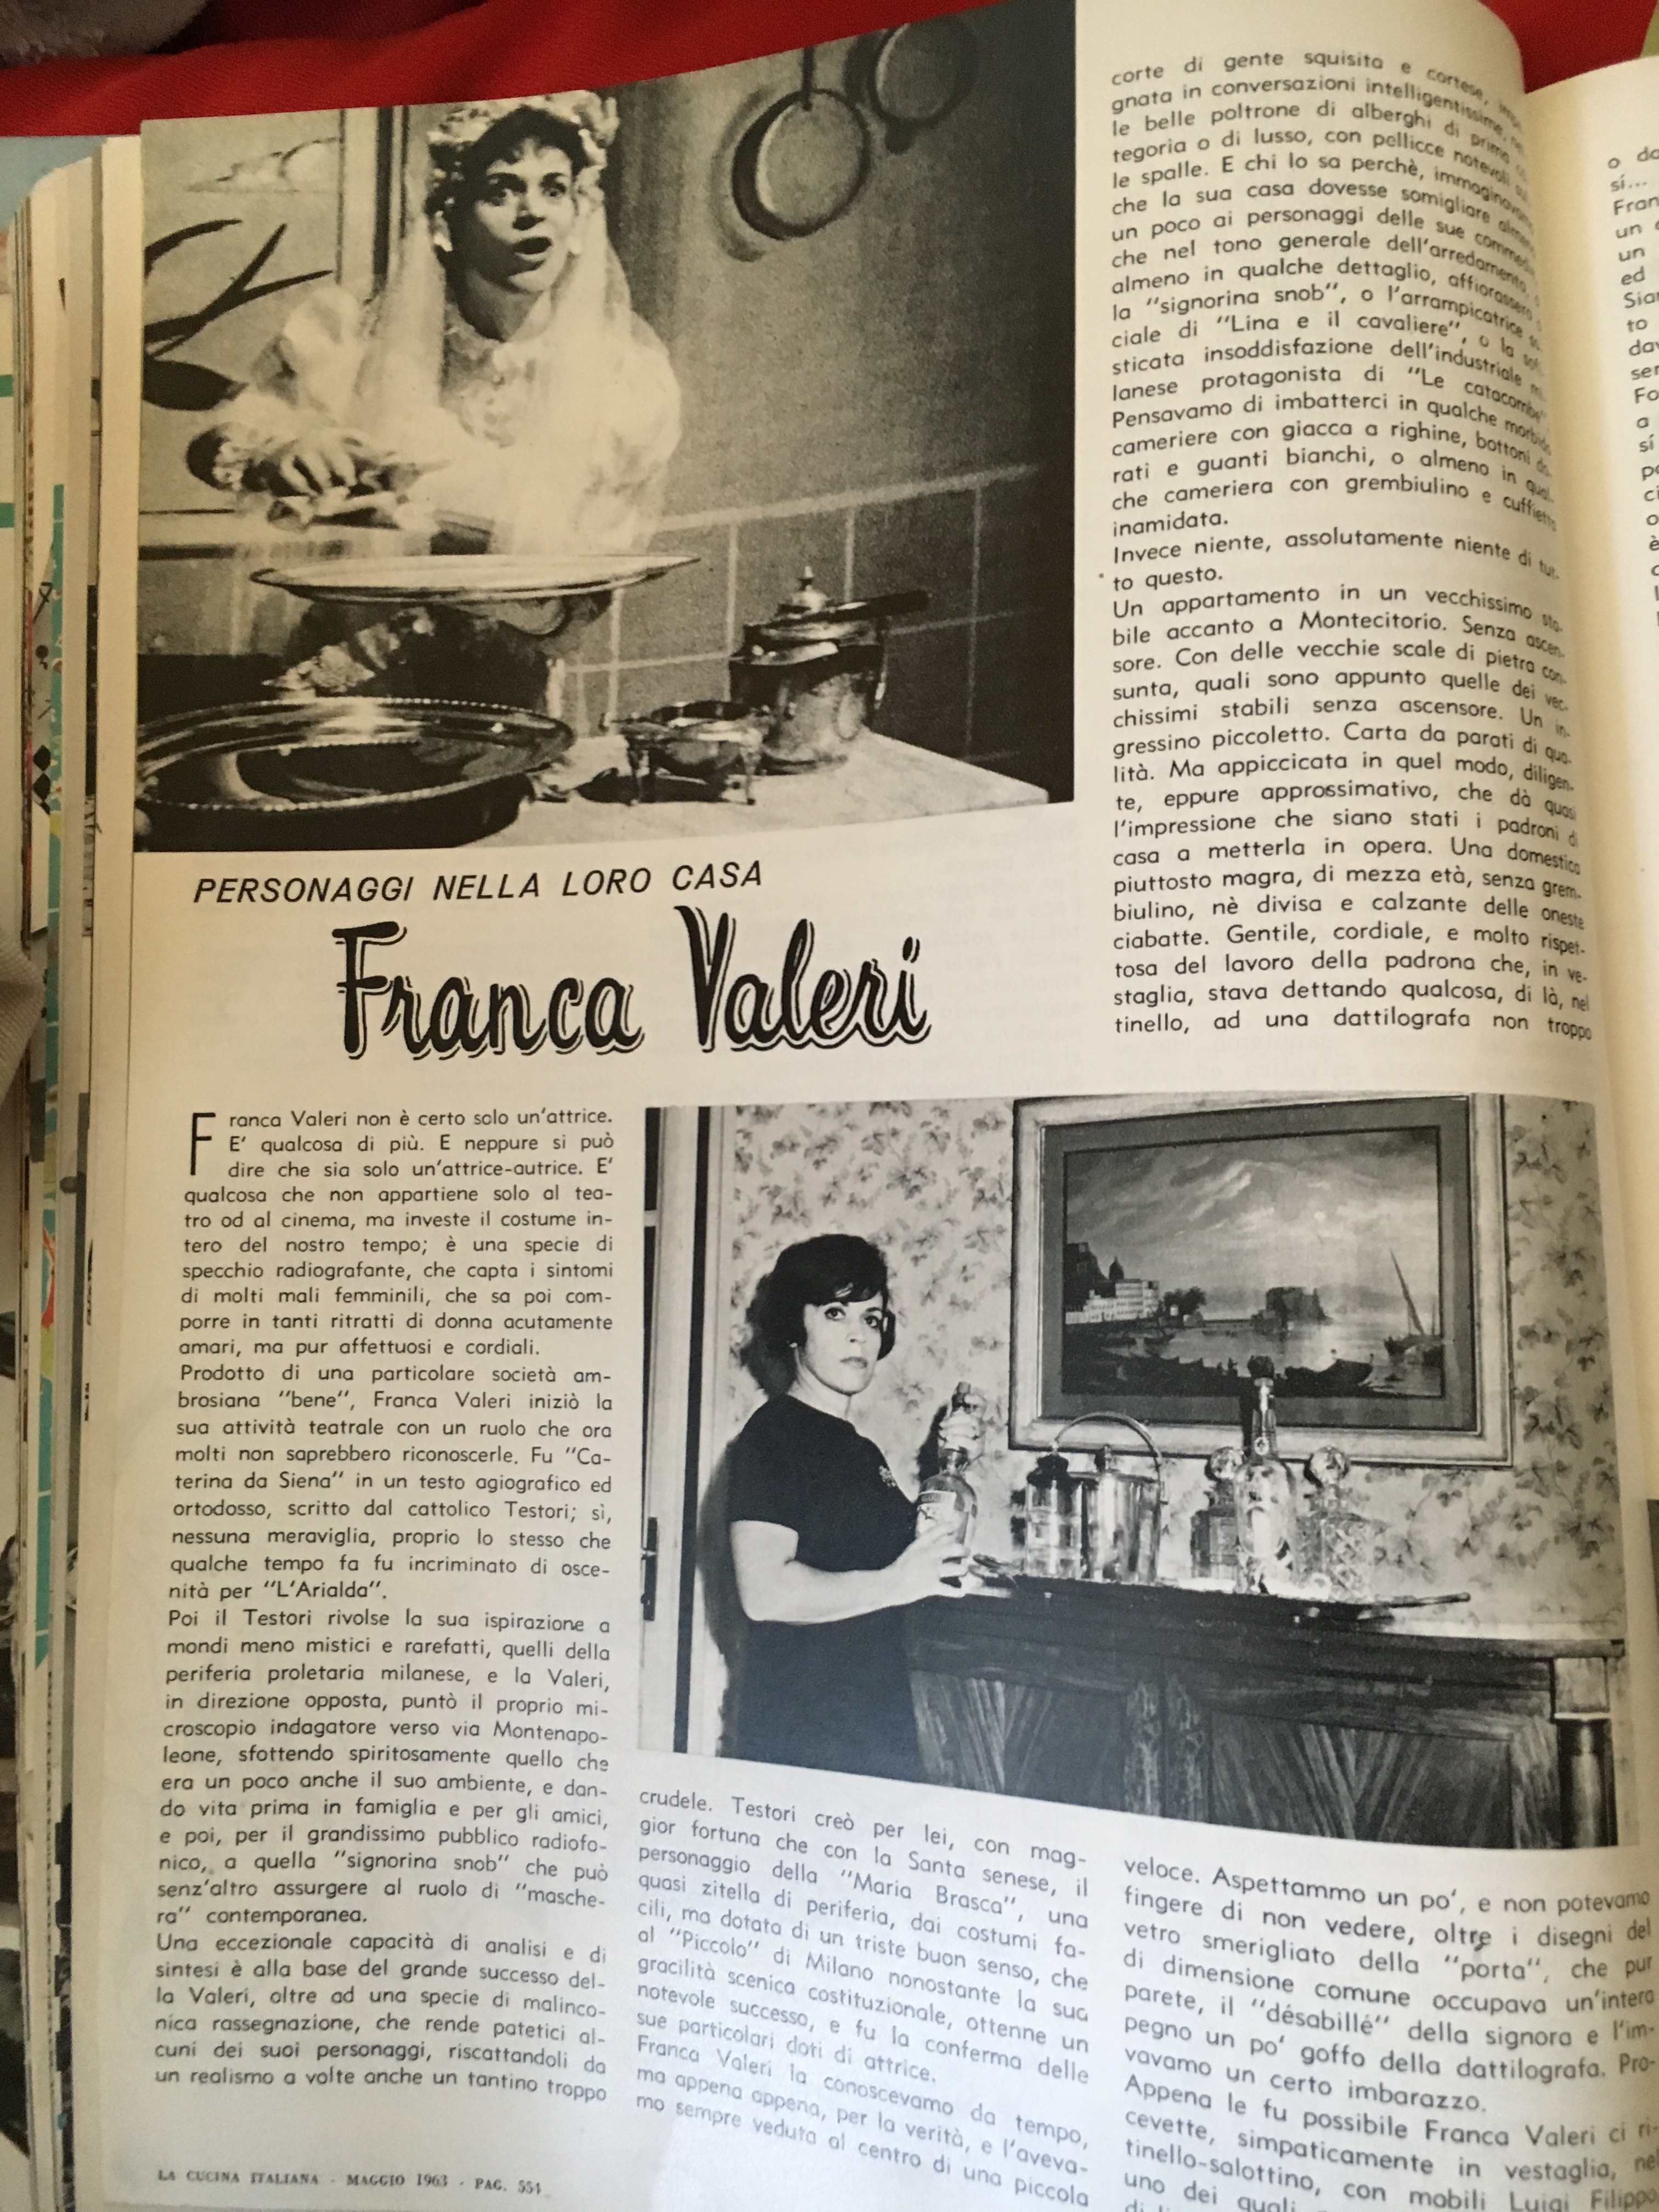 PERSONAGGI NELLA LORO CASA
Franca Valeri
Franca Valeri non è certo solo un'attrice.
E' qualcosa di più. E neppure si può
dire che sia solo un'attrice-autrice. E'
qualcosa che non appartiene solo al tea-
tro od al cinema, ma investe il costume in-
tero del nostro tempo; è una specie di
specchio radiografante, che capta i sintomi
di molti mali femminili, che sa poi com-
porre in tanti ritratti di donna acutamente
amari, ma pur affettuosi e cordiali.
Prodotto di una particolare società am-
brosiana "bene", Franca Valeri iniziò la
sua attività teatrale con un ruolo che ora
molti non saprebbero riconoscerle. Fu "Ca-
terina da Siena" in un testo agiografico ed
ortodosso, scritto dal cattolico Testori; sì,
nessuna meraviglia, proprio lo stesso che
qualche tempo fa fu incriminato di osce-
nità per "L'Arialda".
Poi il Testori rivolse la sua ispirazione a
mondi meno mistici e rarefatti, quelli della
periferia proletaria milanese, e la Valeri,
in direzione opposta, puntò il proprio mi-
croscopio indagatore verso via Montenapo-
leone, sfottendo spiritosamente quello che
era un poco anche il suo ambiente, e dan-
do vita prima in famiglia e per gli amici,
e poi, per il grandissimo pubblico radiofo-
nico, a quella "signorina snob" che può
senz'altro assurgere al ruolo di "masche-
ra" contemporanea.
Una eccezionale capacità di analisi e di
sintesi è alla base del grande successo del-
la Valeri, oltre ad una specie di malinco-
nica rassegnazione, che rende patetici al-
cuni dei suoi personaggi, riscattandoli da
un realismo a volte anche un tantino troppo
crudele. Testori creò per lei, con mag-
gior fortuna che con la Santa senese, il
personaggio della "Maria Brasca", una
quasi zitella di periferia, dai costumi fa-
cili, ma dotata di un triste buon senso, che
al "Piccolo" di Milano nonostante la sua
gracilità scenica costituzionale, ottenne un
notevole successo, e fu la conferma delle
sue particolari doti di attrice.
Franca Valeri la conoscevamo da tempo,
ma appena appena, per la verità, e l'aveva-
mo sempre veduta al centro di una piccola
corte di gente squisita e cortese,
gnata in conversazioni intelligentissime,
le belle poltrone di alberghi di prima ca-
tegoria o di lusso, con pellicce notevoli sul-
le spalle. E chi lo sa perchè, immaginavamo
che la sua casa dovesse somigliare almeno
un poco ai personaggi delle sue commedie
che nel tono generale dell'arredamento, o
almeno in qualche dettaglio, affiorassero
la "signorina snob", o l'arrampicatrice so-
ciale di "Lina e il cavaliere", o la sofi-
sticata insoddisfazione dell'industriale mi-
lanese protagonista di "Le catacombe"
Pensavamo di imbatterci in qualche morbido
cameriere con giacca a righine, bottoni do-
rati e guanti bianchi, o almeno in qual-
che cameriera con grembiulino e cuffietta
inamidata.
Invece niente, assolutamente niente di tut-
to questo.
Un appartamento in un vecchissimo sta-
bile accanto a Montecitorio. Senza ascen-
sore. Con delle vecchie scale di pietra con-
sunta, quali sono appunto quelle dei vec-
chissimi stabili senza ascensore. Un in-
gressino piccoletto. Carta da parati di qua-
lità. Ma appiccicata in quel modo, diligen-
te, eppure approssimativo, che dà quasi
l'impressione che siano stati i padroni di
casa a metterla in opera. Una domestica
piuttosto magra, di mezza età, senza grem-
biulino, nè divisa e calzante delle oneste
ciabatte. Gentile, cordiale, e molto rispet-
tosa del lavoro della padrona che, in ve-
staglia, stava dettando qualcosa, di là, nel
tinello, ad una dattilografa non troppo
veloce. Aspettammo un po', e non potevamo
fingere di non vedere, oltre i disegni del
vetro smerigliato della "porta", che pur
di dimensione comune occupava un'intera
parete, il "désabillé" della signora e l'im-
pegno un po' goffo della dattilografa. Pro-
vavamo un certo imbarazzo.
Appena le fu possibile Franca Valeri ci ri-
cevette, simpaticamente in vestaglia, nel
tinello-salottino, con mobili Luigi Filippo
uno dei quali
LA CUCINA ITALIANA - MAGGIO 1963 - PAG. 554
o
sí...
Fran
un
un
ed
to
a
sí
o
è